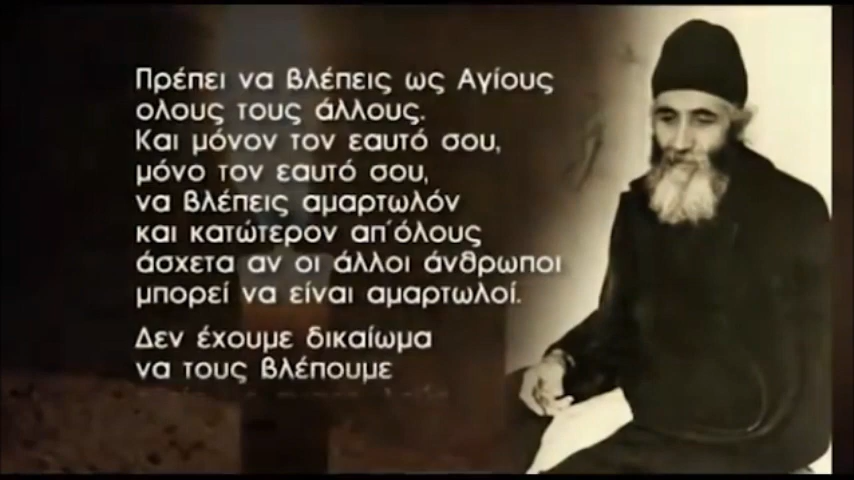 Πρέπει να βλέπεις ως Αγίους
ολους τους άλλους.
Και μόνον τον εαυτό σου,
μόνο τον εαυτό σου,
να βλέπεις αμαρτωλόν
και κατώτερον απ΄όλους
άσχετα αν οι άλλοι άνθρωποι
μπορεί να είναι αμαρτωλοί.
Δεν έχουμε δικαίωμα
να τους βλέπουμε